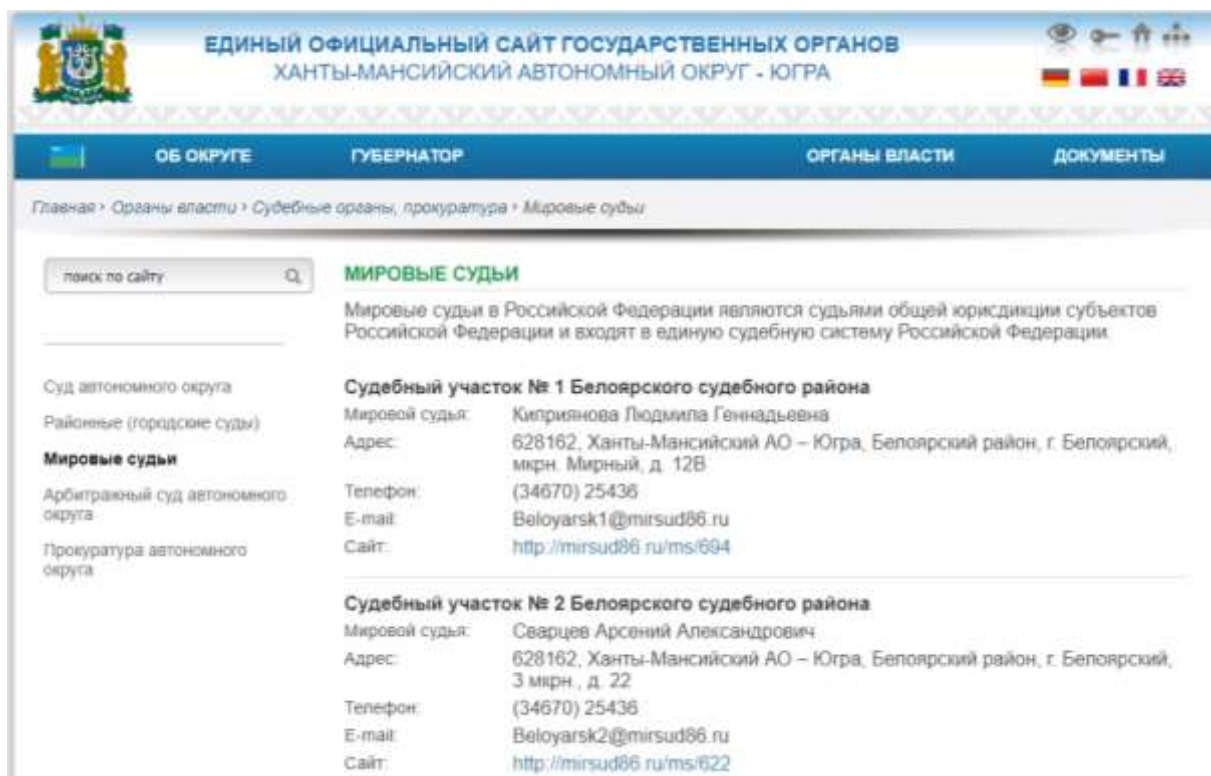 ЕДИНЫЙ ОФИЦИАЛЬНЫЙ САЙТ ГОСУДАРСТВЕННЫХ ОРГАНОВ
ХАНТЫ-МАНСИЙСКИЙ АВТОНОМНЫЙ ОКРУГ - ЮГРА
ОБ ОКРУГЕ ГУБЕРНАТОР ОРГАНЫ ВЛАСТИ ДОКУМЕНТЫ
Главная › Органы власти › Судебные органы, прокуратура › Мировые судьи
поиск по сайту
Суд автономного округа
Районные (городские суды)
Мировые судьи
Арбитражный суд автономного
округа
Прокуратура автономного
округа
МИРОВЫЕ СУДЬИ
Мировые судьи в Российской Федерации являются судьями общей юрисдикции субъектов
Российской Федерации и входят в единую судебную систему Российской Федерации.
Судебный участок № 1 Белоярского судебного района
Мировой судья: Киприянова Людмила Геннадьевна
Адрес: 628162, Ханты-Мансийский АО – Югра, Белоярский район, г. Белоярский,
мкрн. Мирный, д. 12В
Телефон: (34670) 25436
E-mail: Beloyarsk1@mirsud86.ru
Сайт: http://mirsud86.ru/ms/694
Судебный участок № 2 Белоярского судебного района
Мировой судья: Сварцев Арсений Александрович
Адрес: 628162, Ханты-Мансийский АО – Югра, Белоярский район, г. Белоярский,
3 мкрн., д. 22
Телефон: (34670) 25436
E-mail: Beloyarsk2@mirsud86.ru
Сайт: http://mirsud86.ru/ms/622